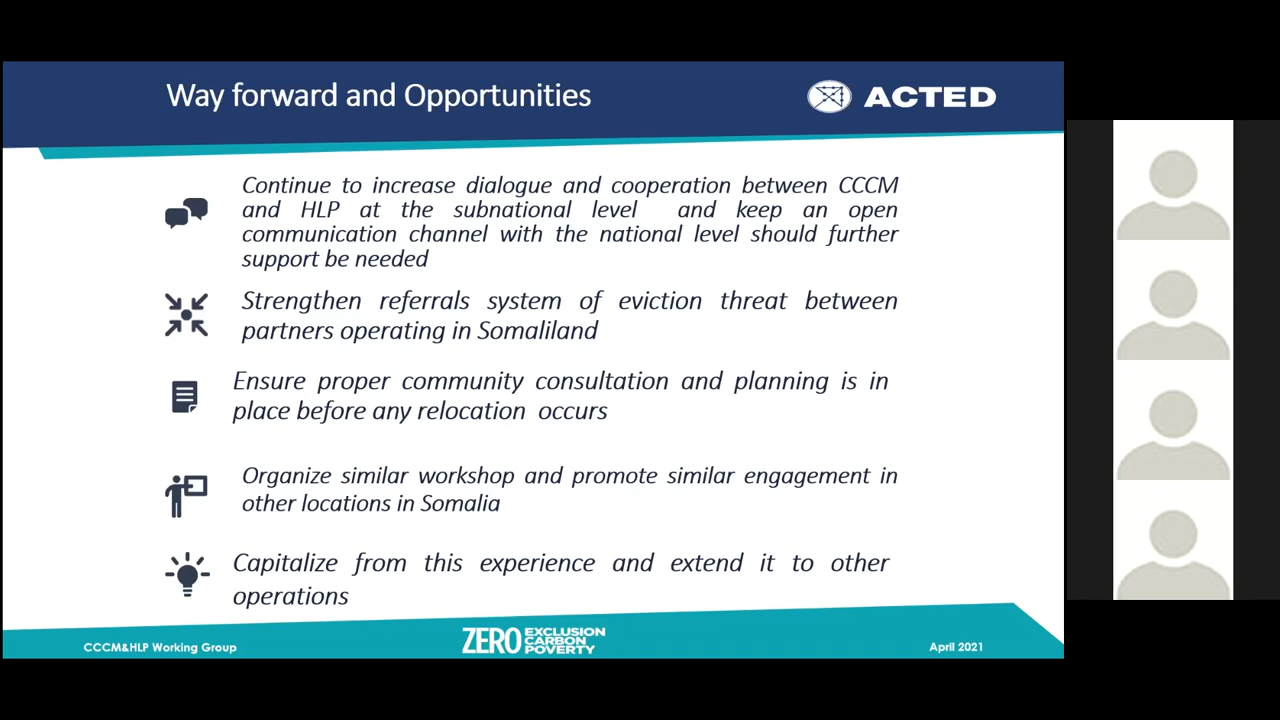 Way forward and Opportunities
ACTED
Continue to increase dialogue and cooperation between CCCM
and HLP at the subnational level and keep an open
communication channel with the national level should further
support be needed
Strengthen referrals system of eviction threat between
partners operating in Somaliland
Ensure proper community consultation and planning is in
place before any relocation occurs
Organize similar workshop and promote similar engagement in
other locations in Somalia
Capitalize from this experience and extend it to other
operations
CCCM&HLP Working Group
ZERO EXCLUSION
CARBON
POVERTY
April 2021